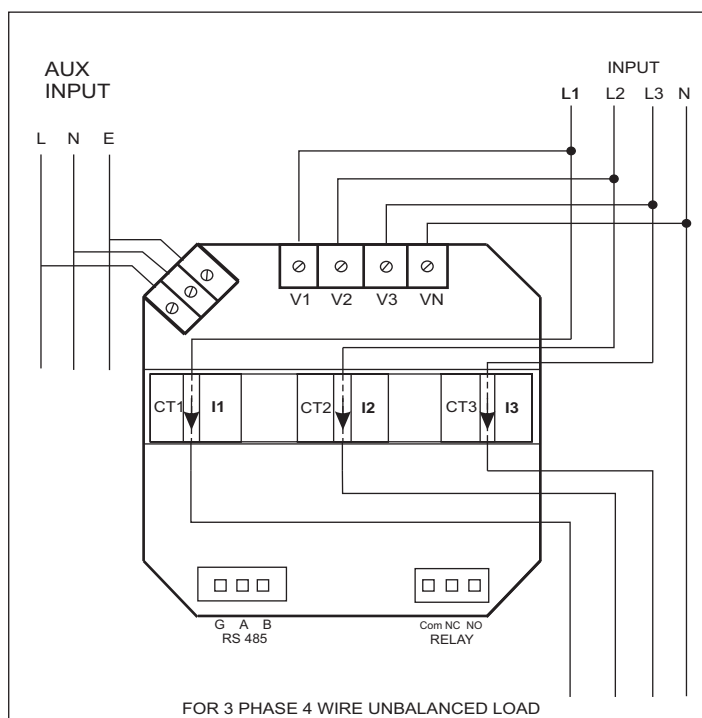 AUX
INPUT
INPUT
L1 L2 L3 N
L N E
V1 V2 V3 VN
CT1 I1 CT2 I2 CT3 I3
G A B
RS 485
Com NC NO
RELAY
FOR 3 PHASE 4 WIRE UNBALANCED LOAD